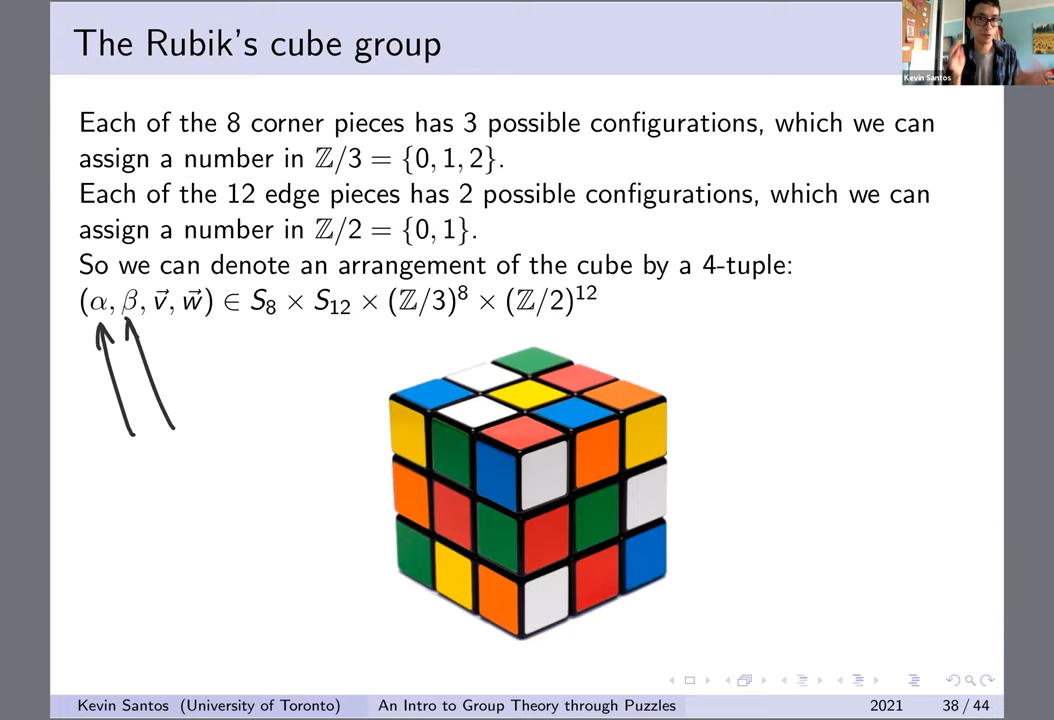 The Rubik's cube group
Kevin Santos
Each of the 8 corner pieces has 3 possible configurations, which we can
assign a number in ℤ/3 = {0, 1, 2}.
Each of the 12 edge pieces has 2 possible configurations, which we can
assign a number in ℤ/2 = {0, 1}.
So we can denote an arrangement of the cube by a 4-tuple:
(α, β, v⃗, w⃗) ∈ S₈ × S₁₂ × (ℤ/3)⁸ × (ℤ/2)¹²
Kevin Santos (University of Toronto) An Intro to Group Theory through Puzzles 2021 38 / 44